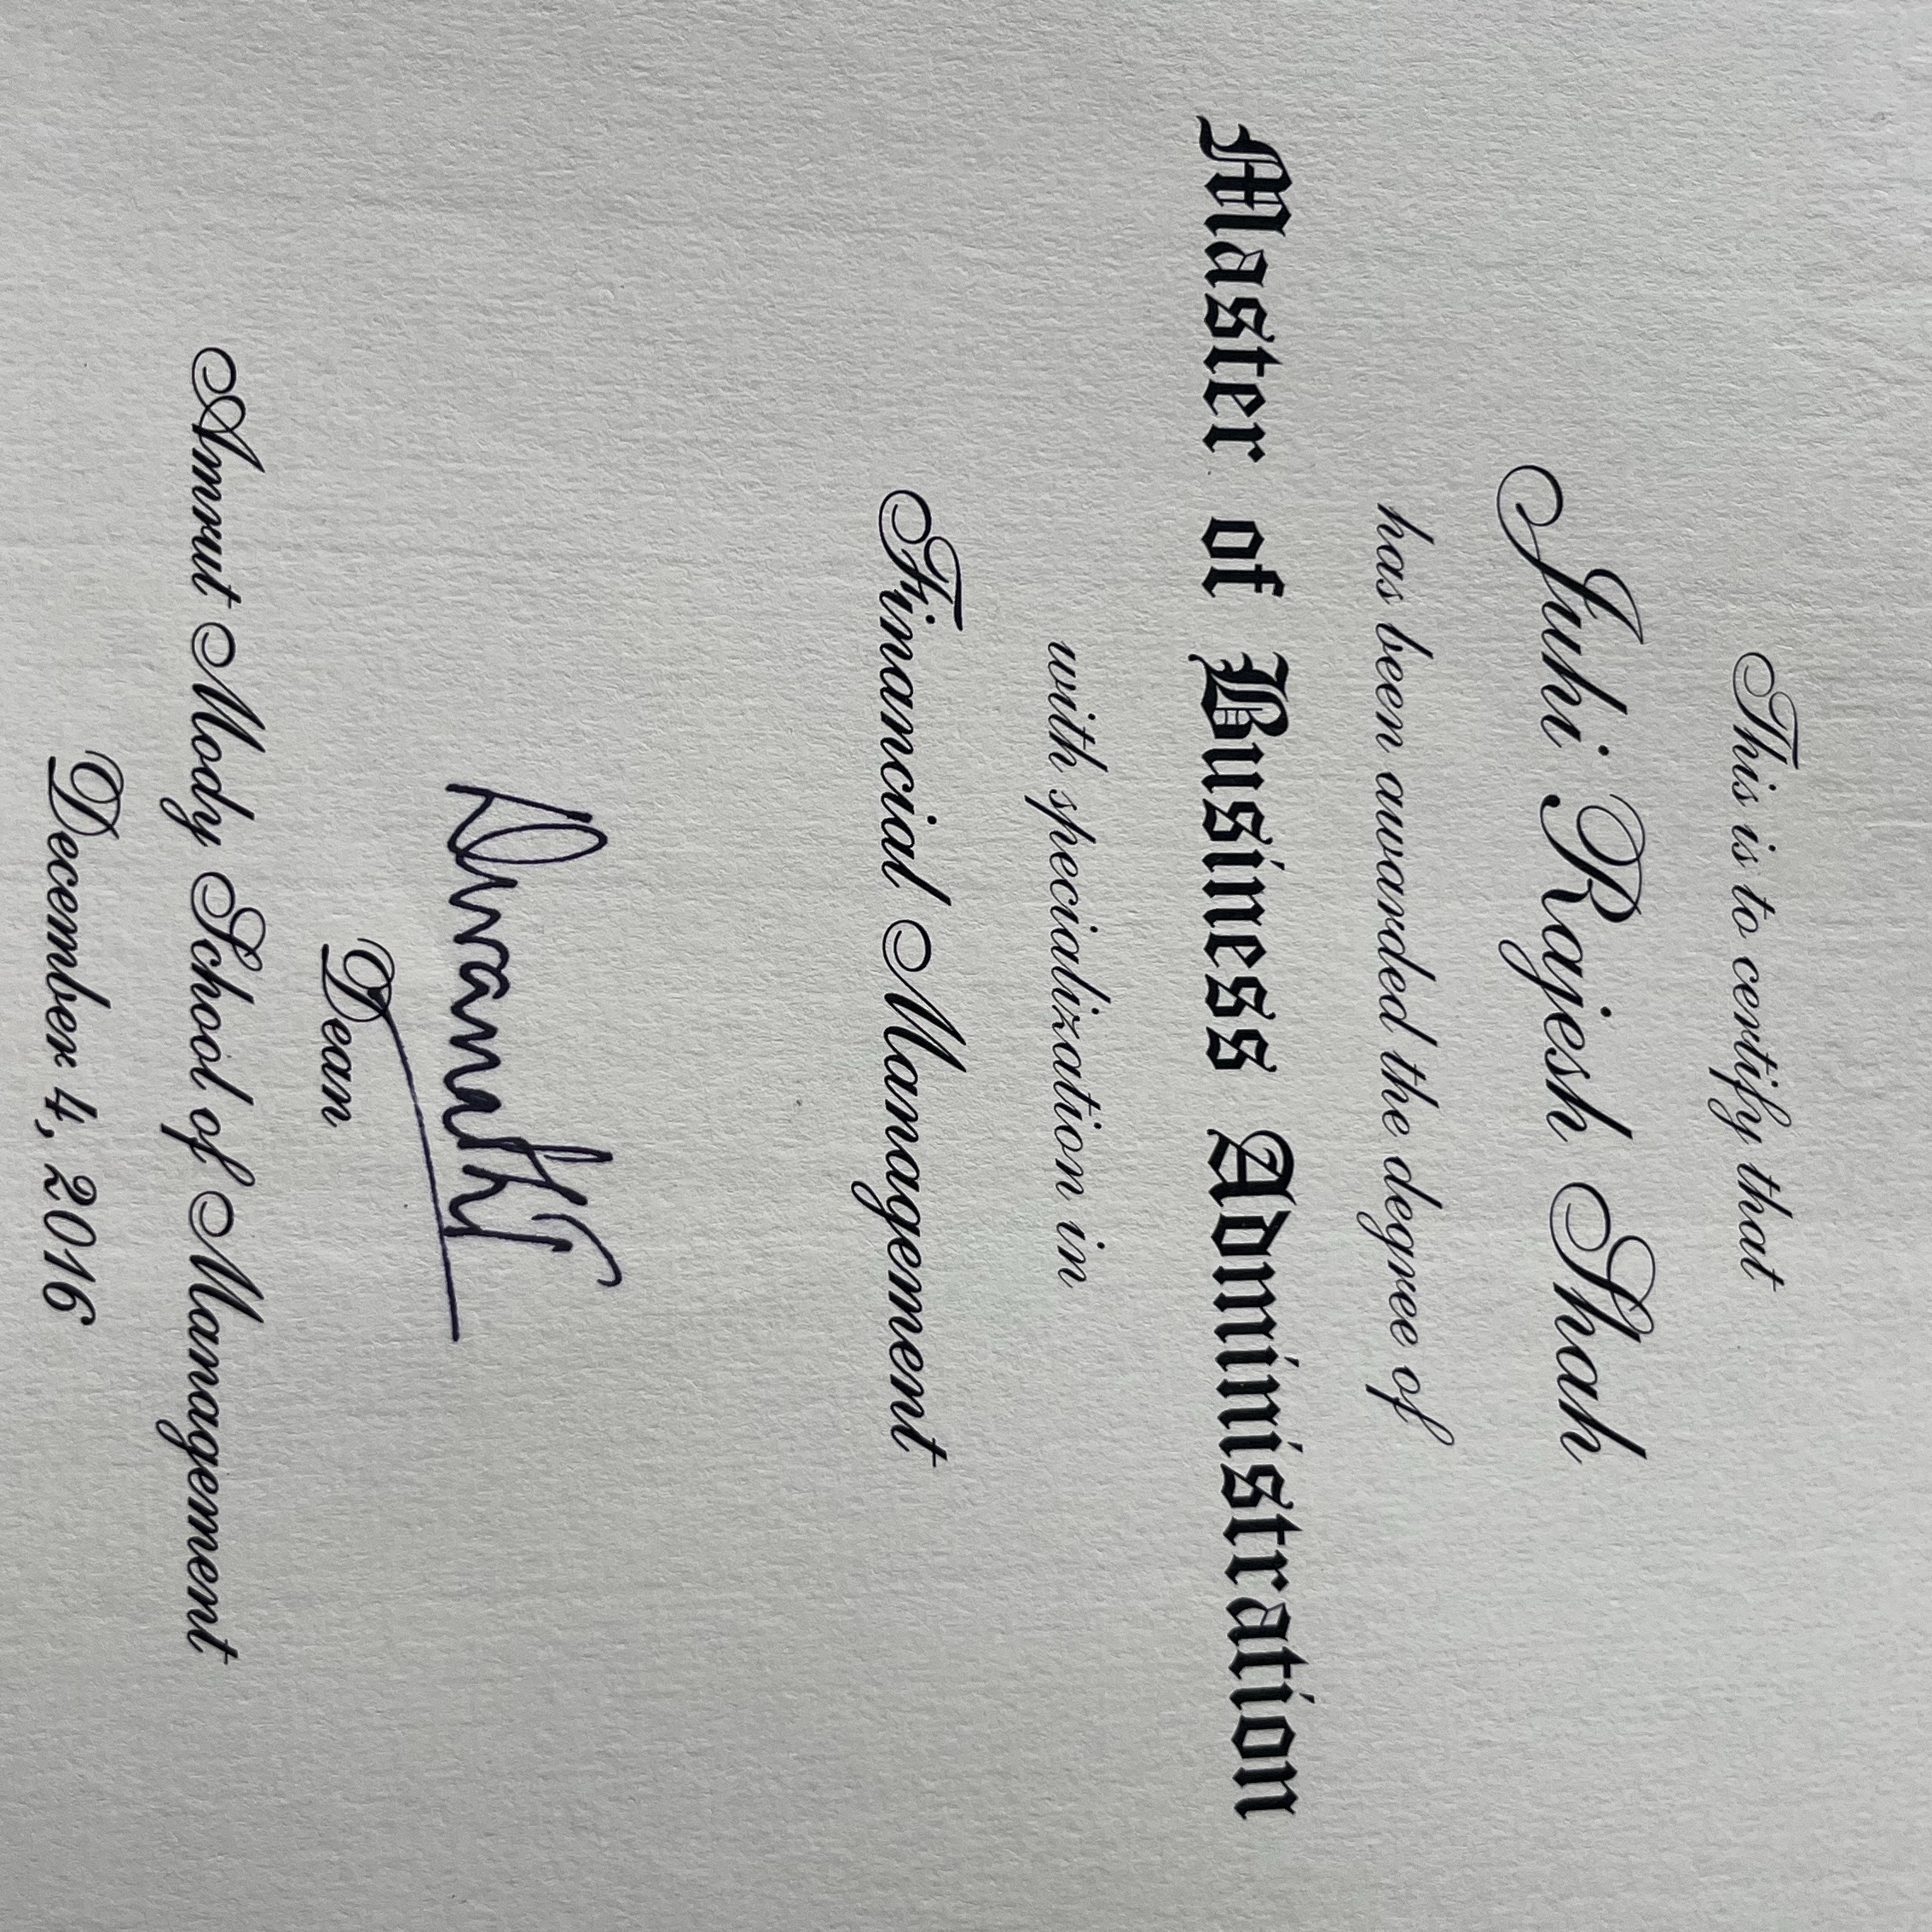 This is to certify that
Juhi Rajesh Shah
has been awarded the degree of
Master of Business Administration
with specialization in
Financial Management
Dean
Amrut Mody School of Management
December 4, 2016